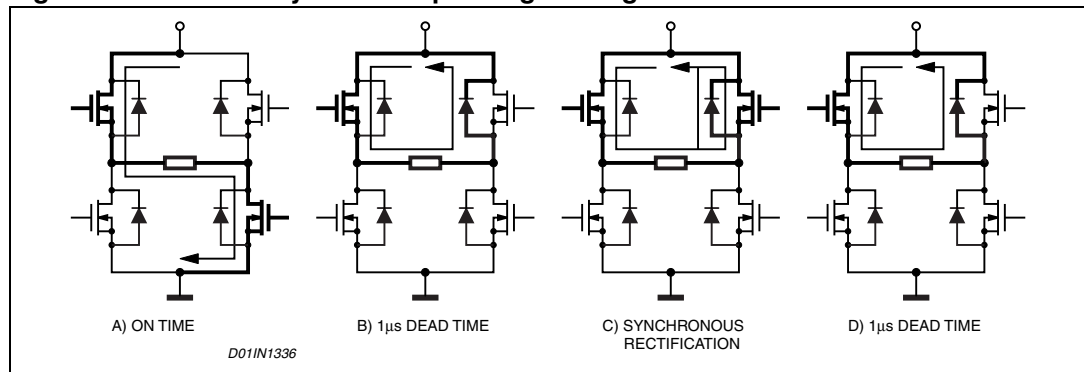 A) ON TIME
B) 1μs DEAD TIME
C) SYNCHRONOUS
RECTIFICATION
D) 1μs DEAD TIME
D01IN1336